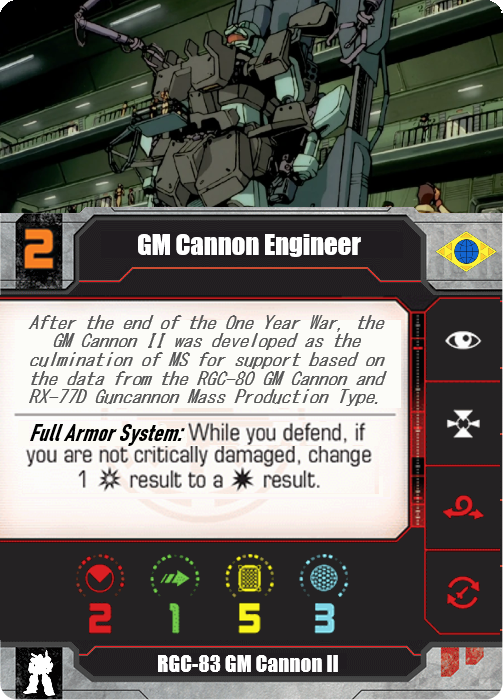 2
GM Cannon Engineer
After the end of the One Year War, the
GM Cannon II was developed as the
culmination of MS for support based on
the data from the RGC-80 GM Cannon and
RX-77D Guncannon Mass Production Type.
Full Armor System: While you defend, if
you are not critically damaged, change
1 result to a result.
2 1 5 3
RGC-83 GM Cannon II